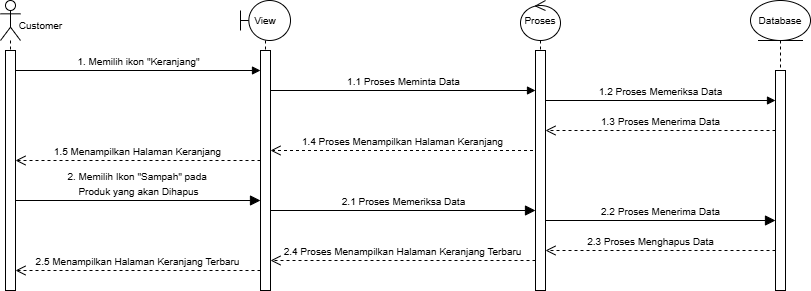 Customer
View
Proses
Database
1. Memilih ikon "Keranjang"
1.1 Proses Meminta Data
1.2 Proses Memeriksa Data
1.3 Proses Menerima Data
1.4 Proses Menampilkan Halaman Keranjang
1.5 Menampilkan Halaman Keranjang
2. Memilih Ikon "Sampah" pada
Produk yang akan Dihapus
2.1 Proses Memeriksa Data
2.2 Proses Menerima Data
2.3 Proses Menghapus Data
2.4 Proses Menampilkan Halaman Keranjang Terbaru
2.5 Menampilkan Halaman Keranjang Terbaru